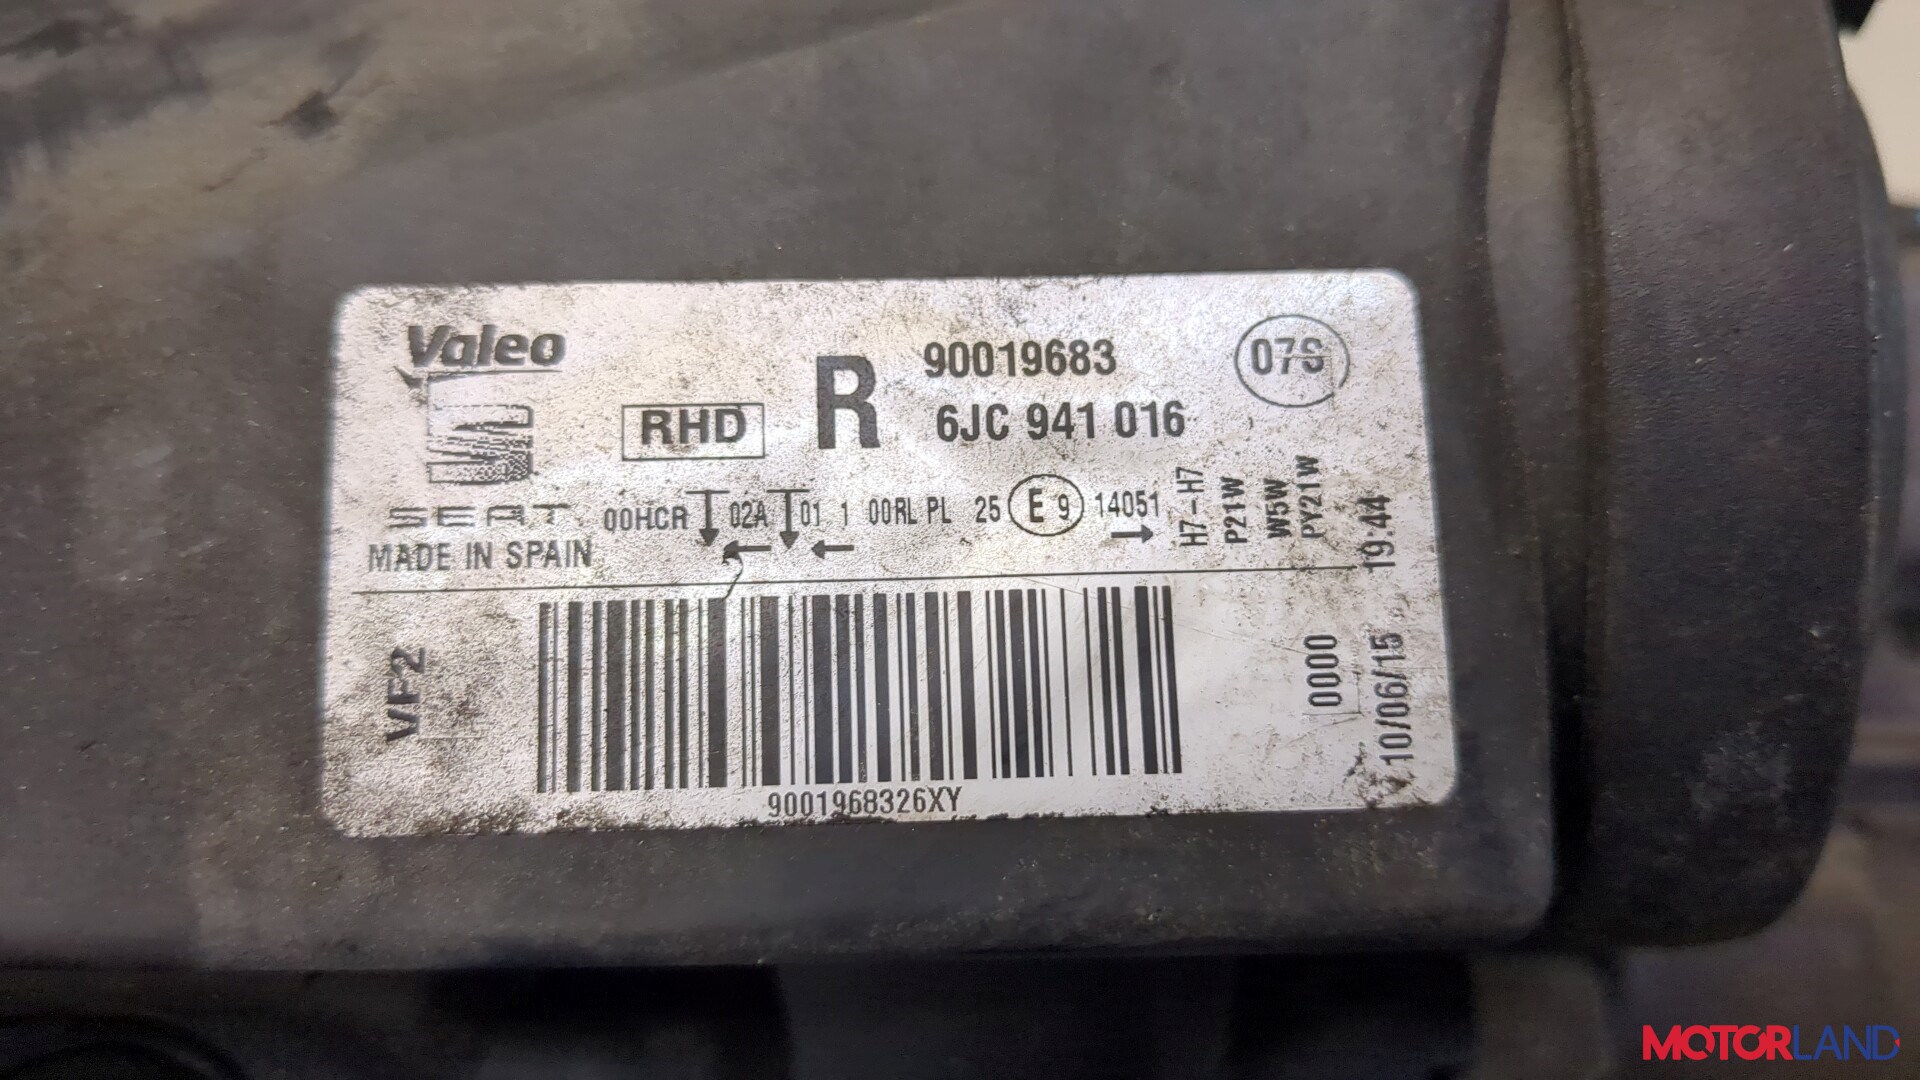 Valeo
SEAT
MADE IN SPAIN
RHD
R
90019683
6JC 941 016
07S
00HCR 02A 01 1 00RL PL 25 E 9 14051
H7-H7
P21W
W5W
PY21W
19:44
10/06/15
0000
VF2
9001968326XY
MOTORLAND